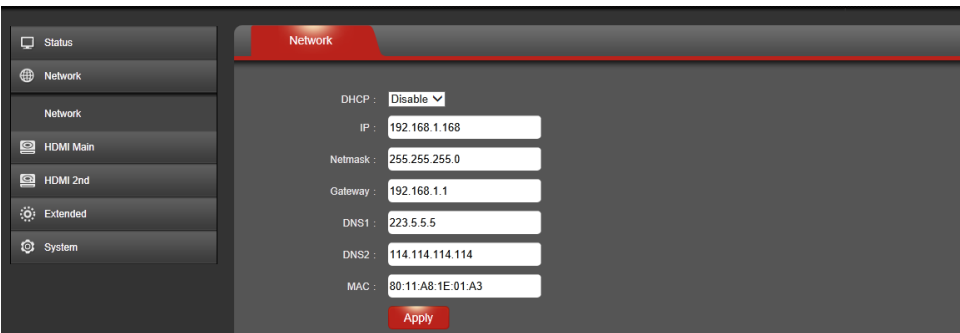 Status
Network
Network
HDMI Main
HDMI 2nd
Extended
System
Network
DHCP : Disable
IP : 192.168.1.168
Netmask : 255.255.255.0
Gateway : 192.168.1.1
DNS1 : 223.5.5.5
DNS2 : 114.114.114.114
MAC : 80:11:A8:1E:01:A3
Apply